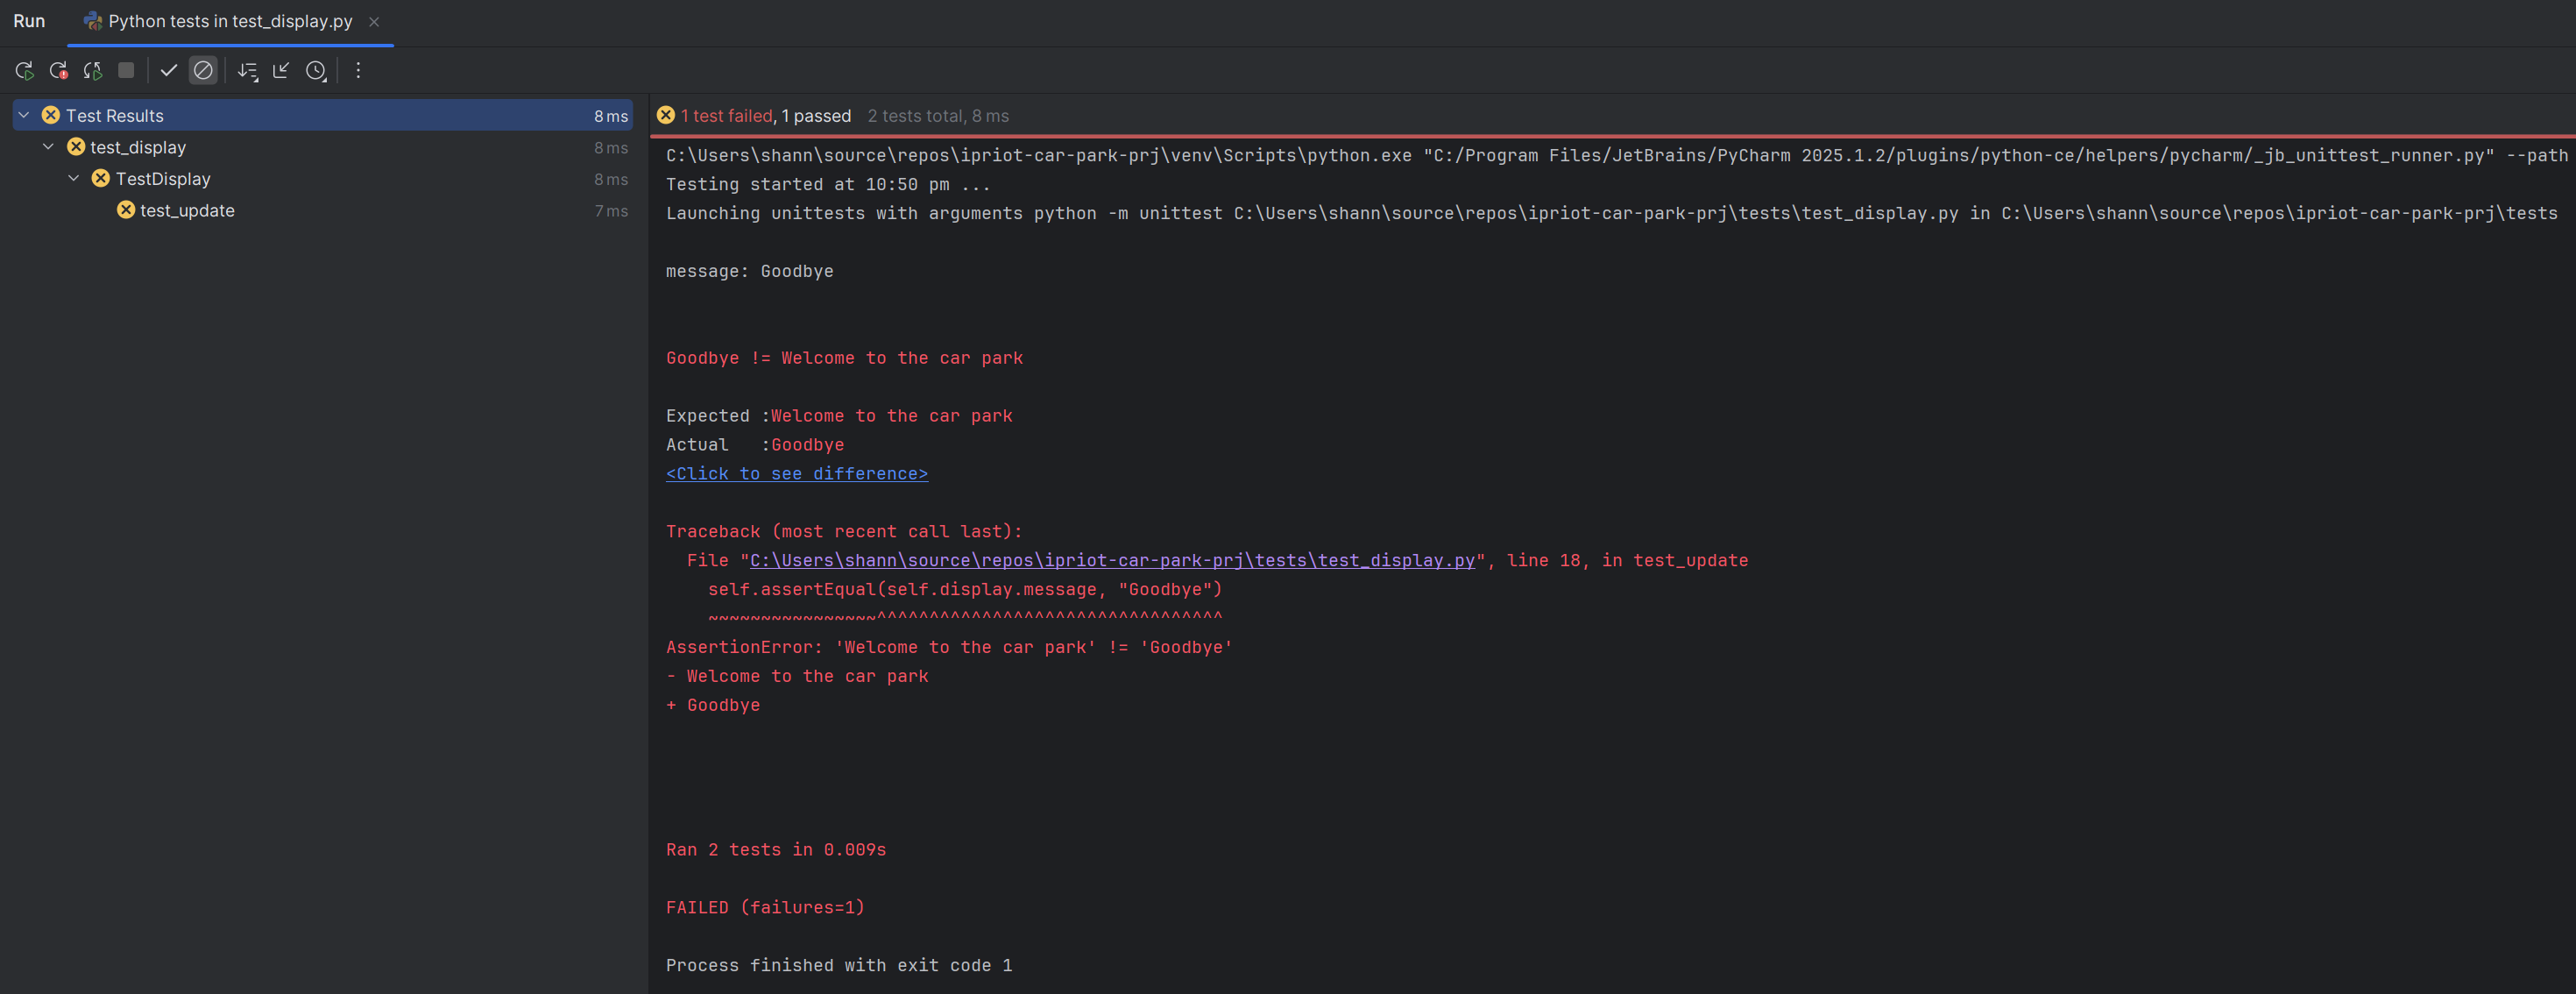 Run
Python tests in test_display.py
Test Results 8 ms
test_display 8 ms
TestDisplay 8 ms
test_update 7 ms
1 test failed, 1 passed 2 tests total, 8 ms
C:\Users\shann\source\repos\ipriot-car-park-prj\venv\Scripts\python.exe "C:/Program Files/JetBrains/PyCharm 2025.1.2/plugins/python-ce/helpers/pycharm/_jb_unittest_runner.py" --path
Testing started at 10:50 pm ...
Launching unittests with arguments python -m unittest C:\Users\shann\source\repos\ipriot-car-park-prj\tests\test_display.py in C:\Users\shann\source\repos\ipriot-car-park-prj\tests
message: Goodbye
Goodbye != Welcome to the car park
Expected :Welcome to the car park
Actual   :Goodbye
<Click to see difference>
Traceback (most recent call last):
  File "C:\Users\shann\source\repos\ipriot-car-park-prj\tests\test_display.py", line 18, in test_update
    self.assertEqual(self.display.message, "Goodbye")
    ~~~~~~~~~~~~~~~~^^^^^^^^^^^^^^^^^^^^^^^^^^^^^^^^^
AssertionError: 'Welcome to the car park' != 'Goodbye'
- Welcome to the car park
+ Goodbye
Ran 2 tests in 0.009s
FAILED (failures=1)
Process finished with exit code 1